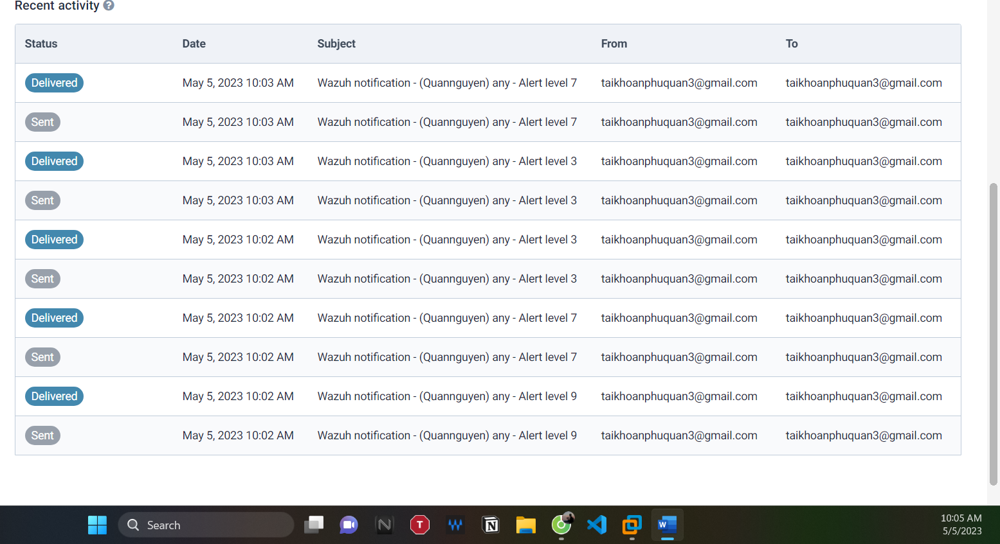 Recent activity ?
Status Date Subject From To
Delivered May 5, 2023 10:03 AM Wazuh notification - (Quannguyen) any - Alert level 7 taikhoanphuquan3@gmail.com taikhoanphuquan3@gmail.com
Sent May 5, 2023 10:03 AM Wazuh notification - (Quannguyen) any - Alert level 7 taikhoanphuquan3@gmail.com taikhoanphuquan3@gmail.com
Delivered May 5, 2023 10:03 AM Wazuh notification - (Quannguyen) any - Alert level 3 taikhoanphuquan3@gmail.com taikhoanphuquan3@gmail.com
Sent May 5, 2023 10:03 AM Wazuh notification - (Quannguyen) any - Alert level 3 taikhoanphuquan3@gmail.com taikhoanphuquan3@gmail.com
Delivered May 5, 2023 10:02 AM Wazuh notification - (Quannguyen) any - Alert level 3 taikhoanphuquan3@gmail.com taikhoanphuquan3@gmail.com
Sent May 5, 2023 10:02 AM Wazuh notification - (Quannguyen) any - Alert level 3 taikhoanphuquan3@gmail.com taikhoanphuquan3@gmail.com
Delivered May 5, 2023 10:02 AM Wazuh notification - (Quannguyen) any - Alert level 7 taikhoanphuquan3@gmail.com taikhoanphuquan3@gmail.com
Sent May 5, 2023 10:02 AM Wazuh notification - (Quannguyen) any - Alert level 7 taikhoanphuquan3@gmail.com taikhoanphuquan3@gmail.com
Delivered May 5, 2023 10:02 AM Wazuh notification - (Quannguyen) any - Alert level 9 taikhoanphuquan3@gmail.com taikhoanphuquan3@gmail.com
Sent May 5, 2023 10:02 AM Wazuh notification - (Quannguyen) any - Alert level 9 taikhoanphuquan3@gmail.com taikhoanphuquan3@gmail.com
Search N T W N W 10:05 AM
5/5/2023